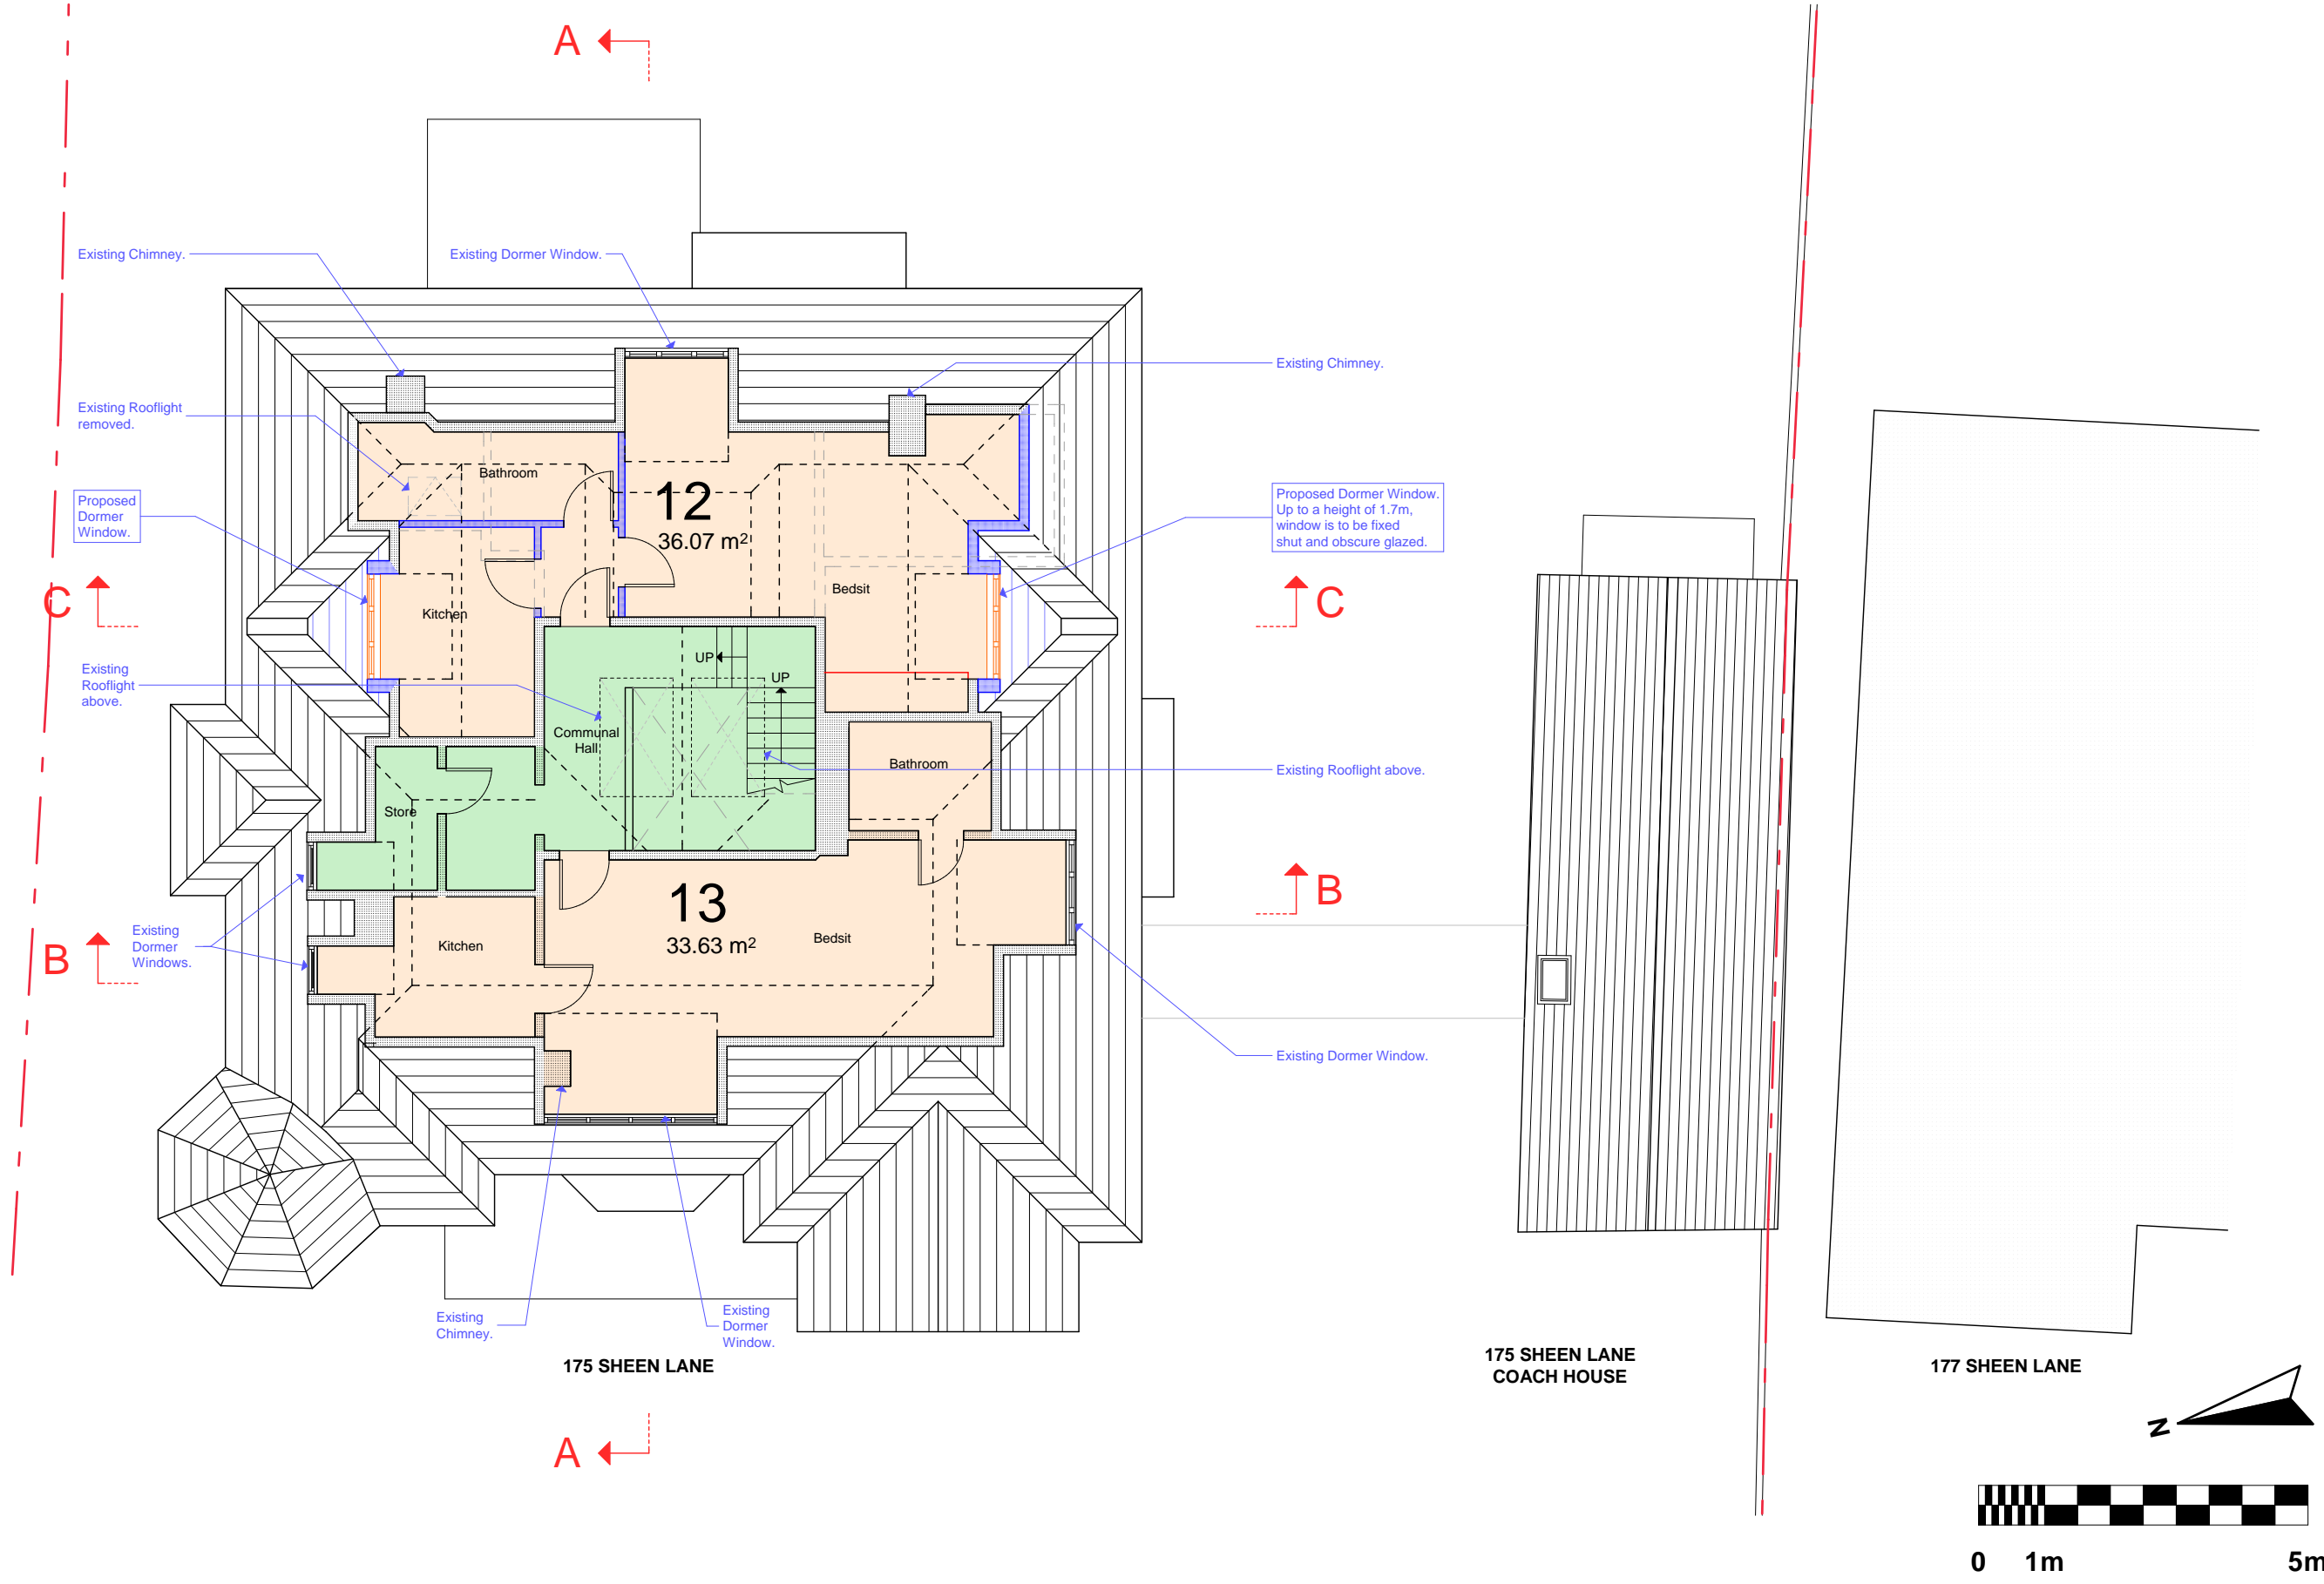 A
Existing Chimney.
Existing Dormer Window.
Existing Chimney.
Existing Rooflight
removed.
Bathroom
12
36.07 m²
Proposed
Dormer
Window.
Proposed Dormer Window.
Up to a height of 1.7m,
window is to be fixed
shut and obscure glazed.
C
Kitchen
Bedsit
C
UP
UP
Existing
Rooflight
above.
Communal
Hall
Bathroom
Existing Rooflight above.
Store
13
33.63 m²
B
Existing
Dormer
Windows.
Kitchen
Bedsit
B
Existing Dormer Window.
Existing
Chimney.
Existing
Dormer
Window.
175 SHEEN LANE
175 SHEEN LANE
COACH HOUSE
177 SHEEN LANE
N
A
0 1m 5m